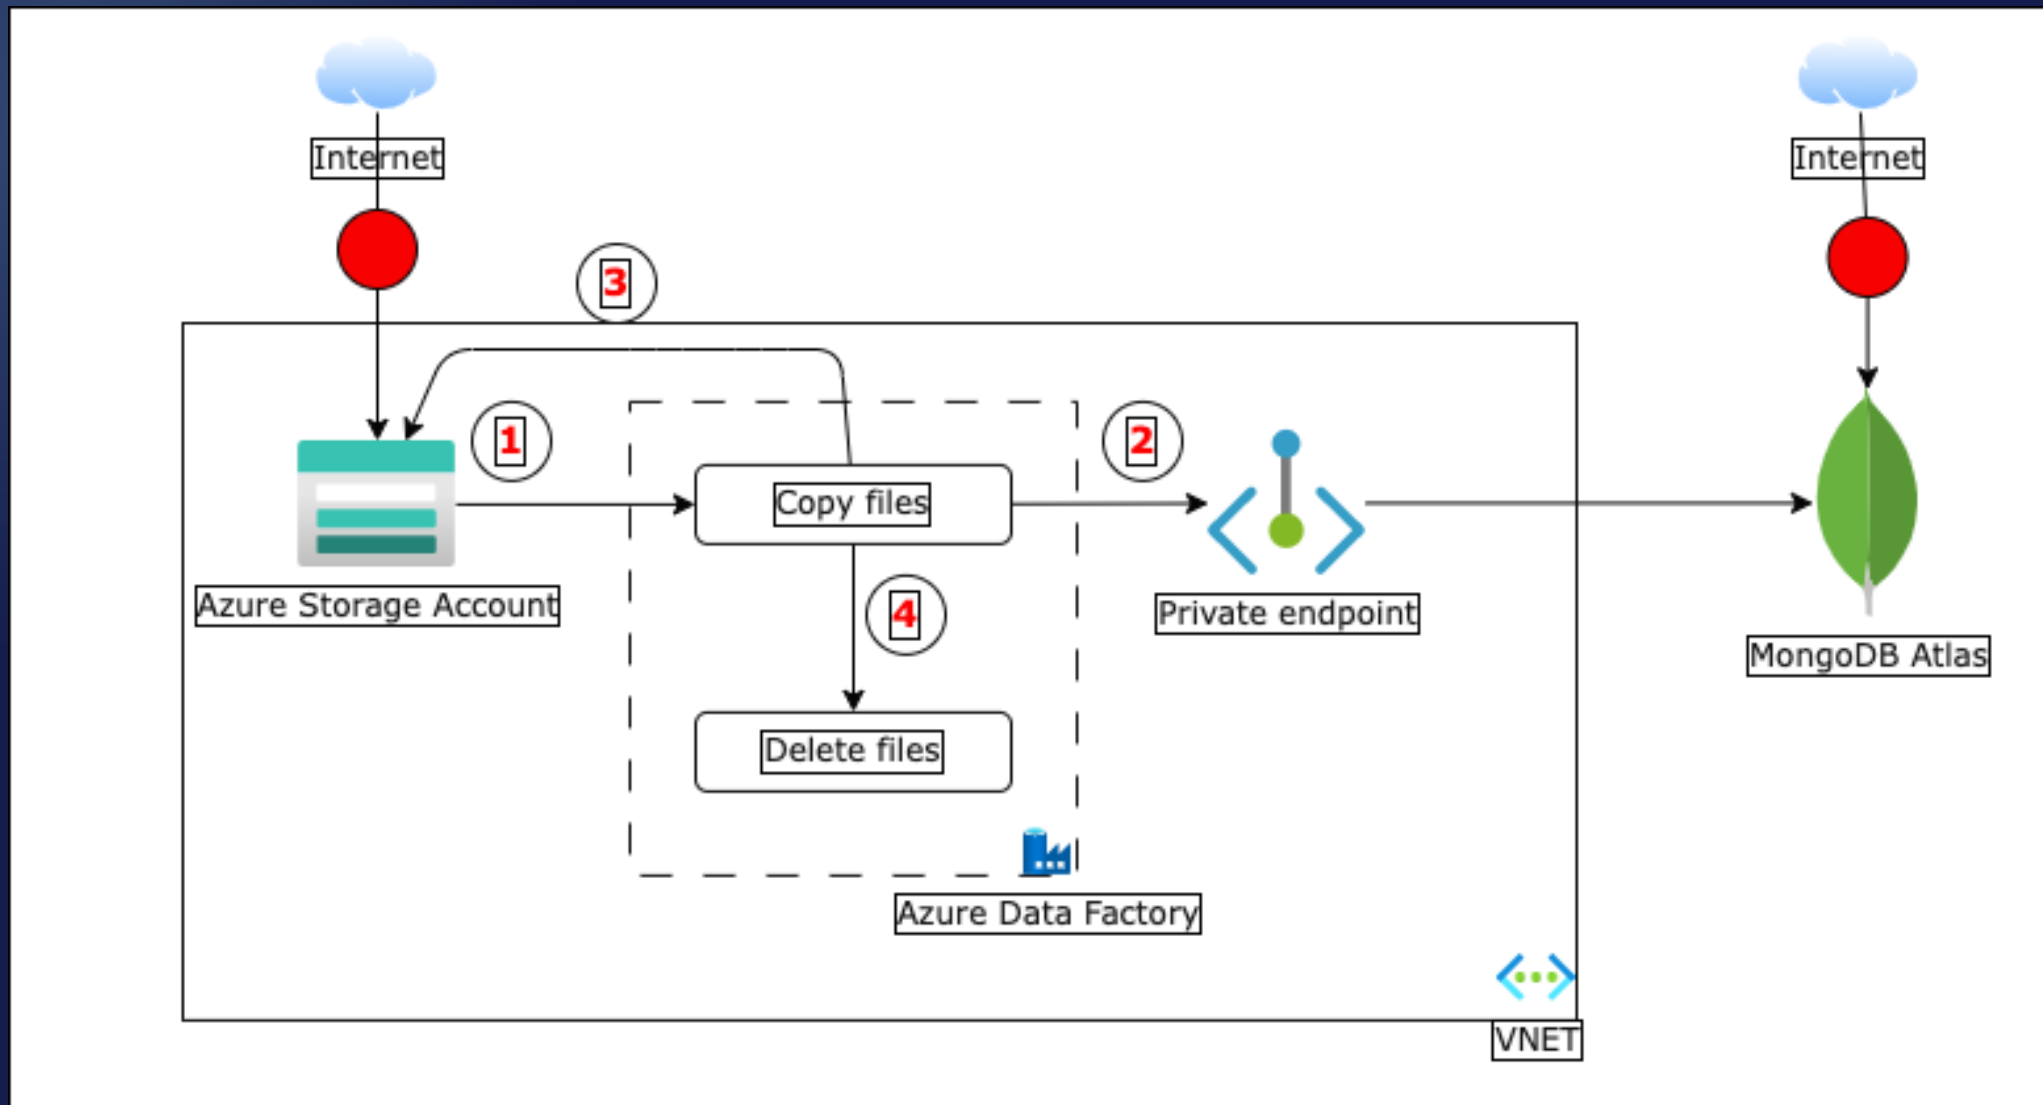 Internet
Internet
3
1
2
Copy files
Azure Storage Account
4
Private endpoint
MongoDB Atlas
Delete files
Azure Data Factory
VNET